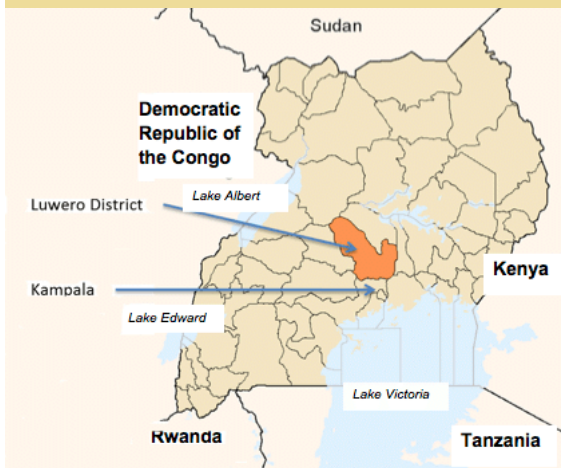 Sudan
Democratic
Republic of
the Congo
Lake Albert
Luwero District
Kenya
Kampala
Lake Edward
Lake Victoria
Rwanda
Tanzania